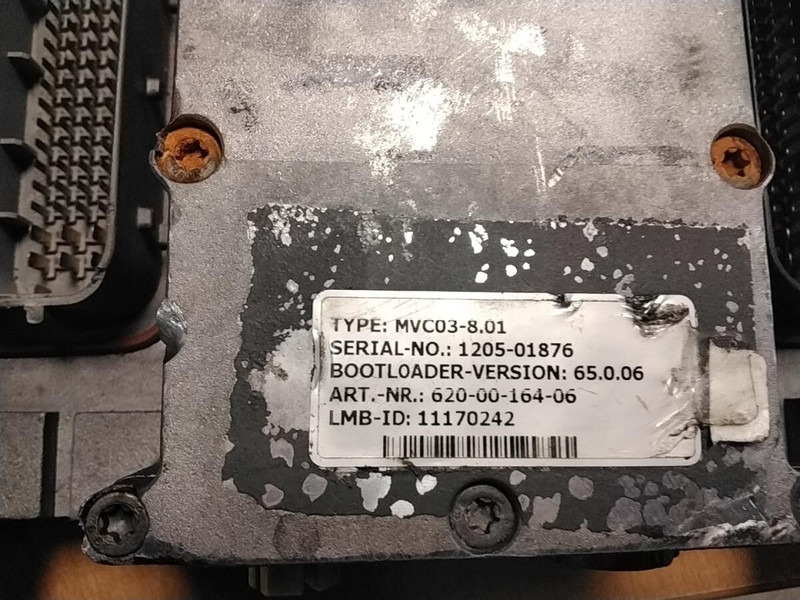 TYPE: MVC03-8.01
SERIAL-NO.: 1205-01876
BOOTLOADER-VERSION: 65.0.06
ART.-NR.: 620-00-164-06
LMB-ID: 11170242